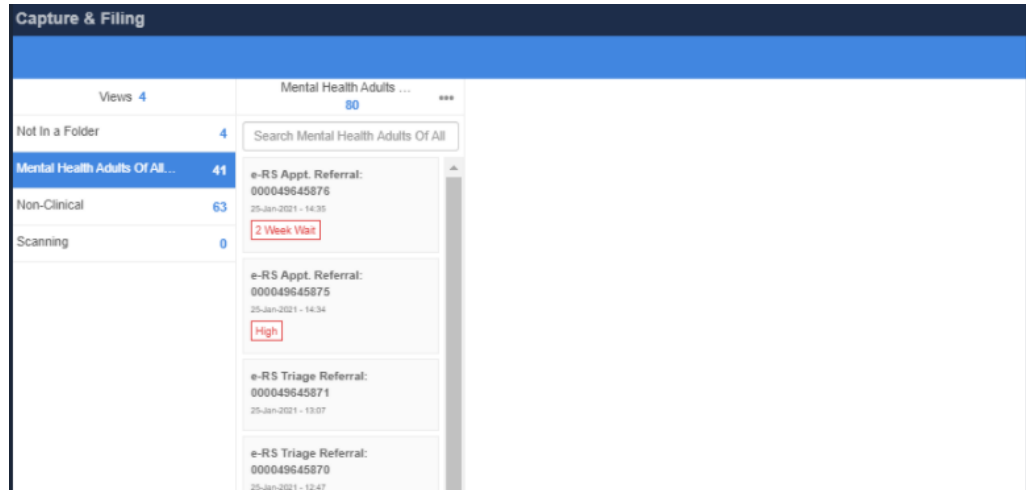 Capture & Filing
Views 4
Not In a Folder 4
Mental Health Adults Of All... 41
Non-Clinical 63
Scanning 0
Mental Health Adults ...
80
Search Mental Health Adults Of All
e-RS Appt. Referral:
000049645876
25-Jan-2021 - 14:35
2 Week Wait
e-RS Appt. Referral:
000049645875
25-Jan-2021 - 14:34
High
e-RS Triage Referral:
000049645871
25-Jan-2021 - 13:07
e-RS Triage Referral:
000049645870
25-Jan-2021 - 12:47